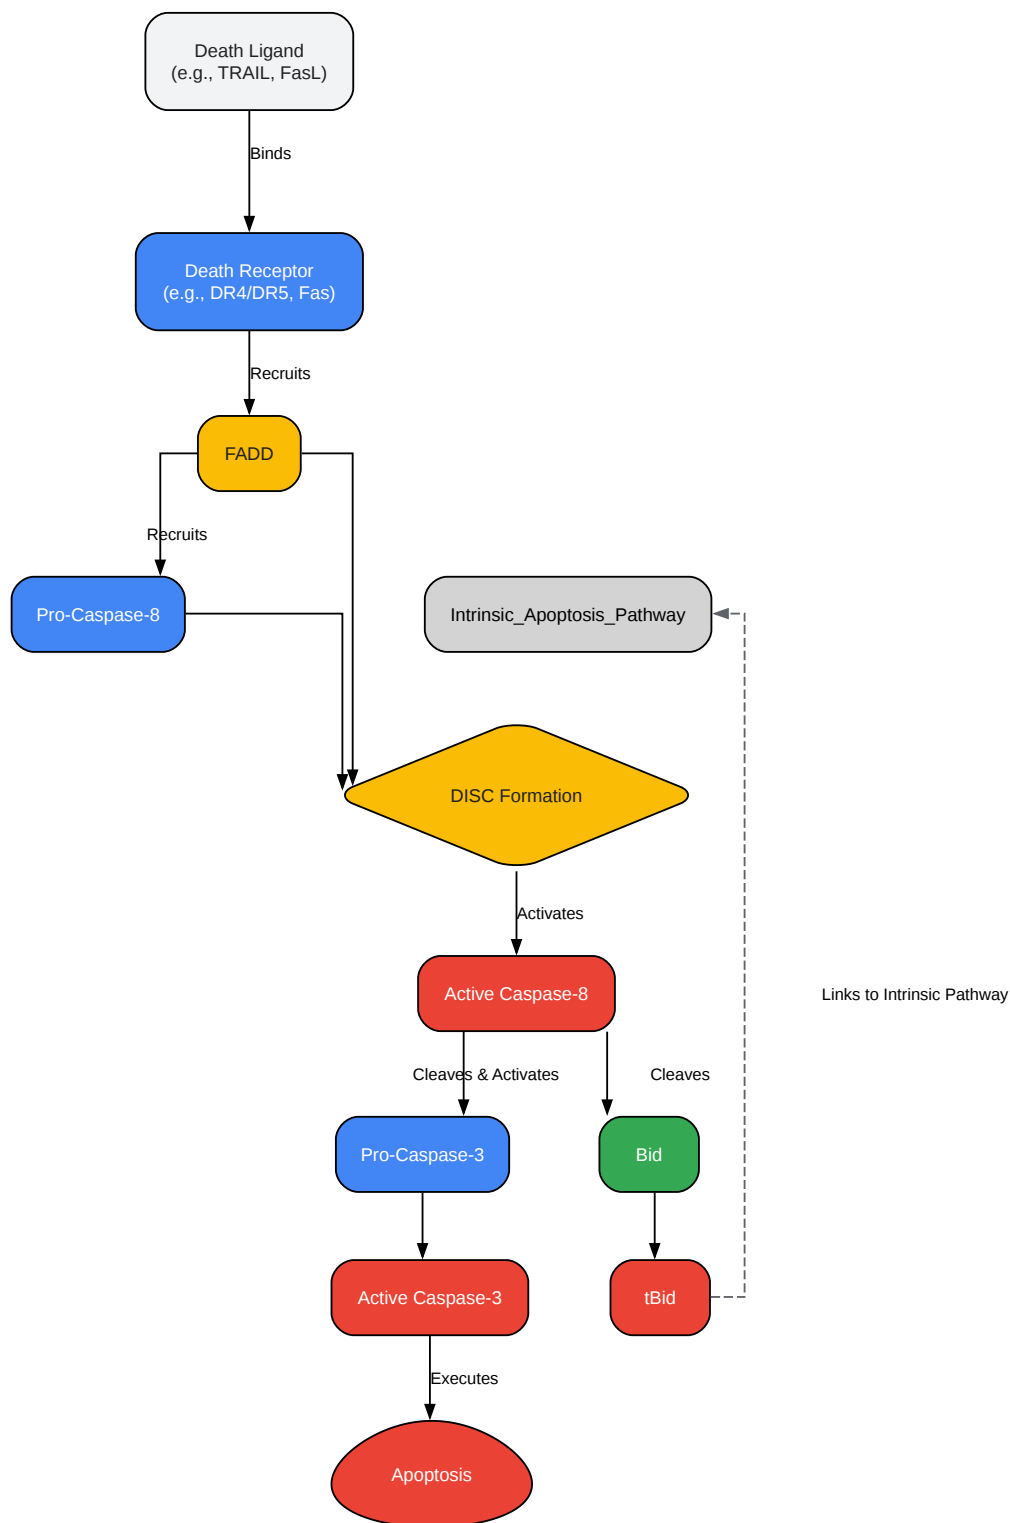 Death Ligand
(e.g., TRAIL, FasL)
Binds
Death Receptor
(e.g., DR4/DR5, Fas)
Recruits
FADD
Recruits
Pro-Caspase-8
Intrinsic_Apoptosis_Pathway
DISC Formation
Activates
Active Caspase-8
Links to Intrinsic Pathway
Cleaves & Activates
Cleaves
Pro-Caspase-3
Bid
Active Caspase-3
tBid
Executes
Apoptosis